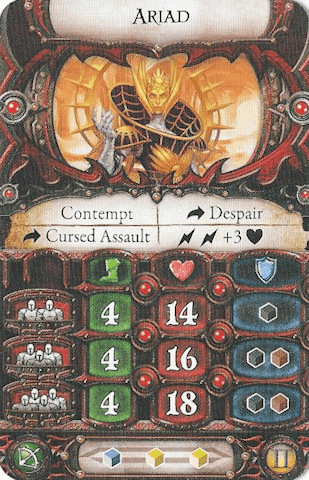 Ariad
Contempt
Despair
Cursed Assault
+3
4 14
4 16
4 18
II